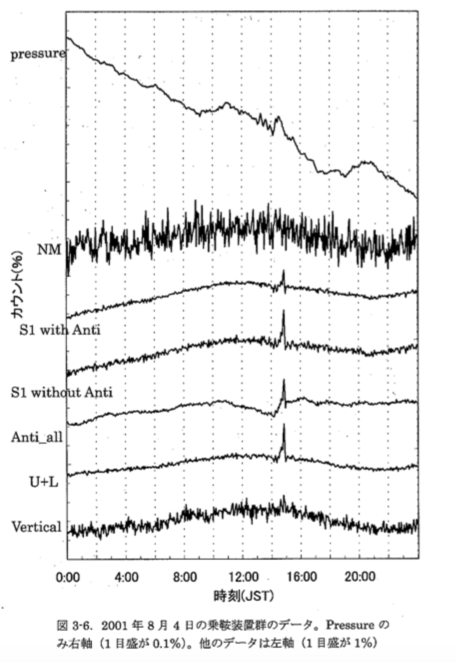 pressure
NM
カウント(%)
S1 with Anti
S1 without Anti
Anti_all
U+L
Vertical
0:00 4:00 8:00 12:00 16:00 20:00
時刻(JST)
図 3-6. 2001 年 8 月 4 日の乗鞍装置群のデータ。Pressure の
み右軸（1 目盛が 0.1%）。他のデータは左軸（1 目盛が 1%）